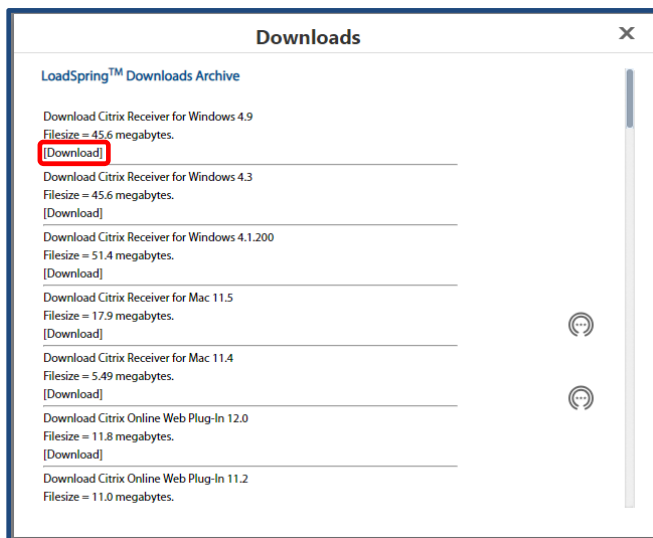 Downloads
X
LoadSpring™ Downloads Archive
Download Citrix Receiver for Windows 4.9
Filesize = 45.6 megabytes.
[Download]
Download Citrix Receiver for Windows 4.3
Filesize = 45.6 megabytes.
[Download]
Download Citrix Receiver for Windows 4.1.200
Filesize = 51.4 megabytes.
[Download]
Download Citrix Receiver for Mac 11.5
Filesize = 17.9 megabytes.
[Download]
Download Citrix Receiver for Mac 11.4
Filesize = 5.49 megabytes.
[Download]
Download Citrix Online Web Plug-In 12.0
Filesize = 11.8 megabytes.
[Download]
Download Citrix Online Web Plug-In 11.2
Filesize = 11.0 megabytes.